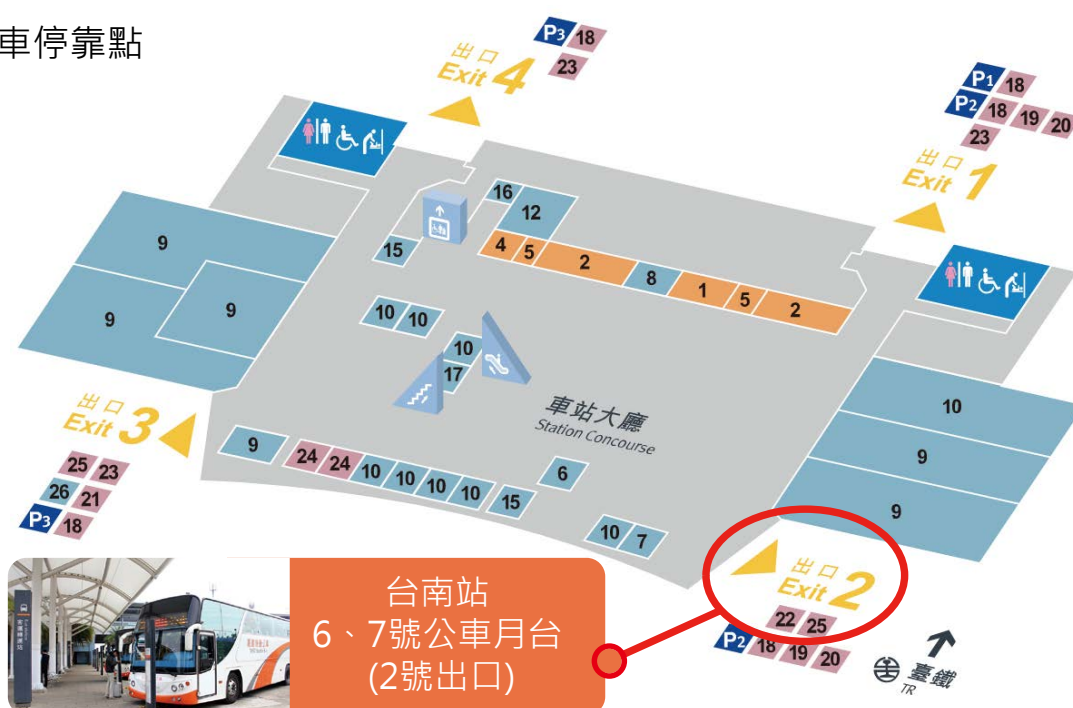 車停靠點
出口
Exit 4
P3 18
23
P1 18
P2 18 19 20
23
出口
Exit 1
16
12
15
4 5 2 8 1 5 2
9
9
9
10 10
10
17
車站大廳
Station Concourse
10
9
9
出口
Exit 3
25 23
26 21
P3 18
9 24 24 10 10 10 10 15
6
10 7
出口
Exit 2
22 25
P2 18 19 20
臺鐵
TR
台南站
6、7號公車月台
(2號出口)